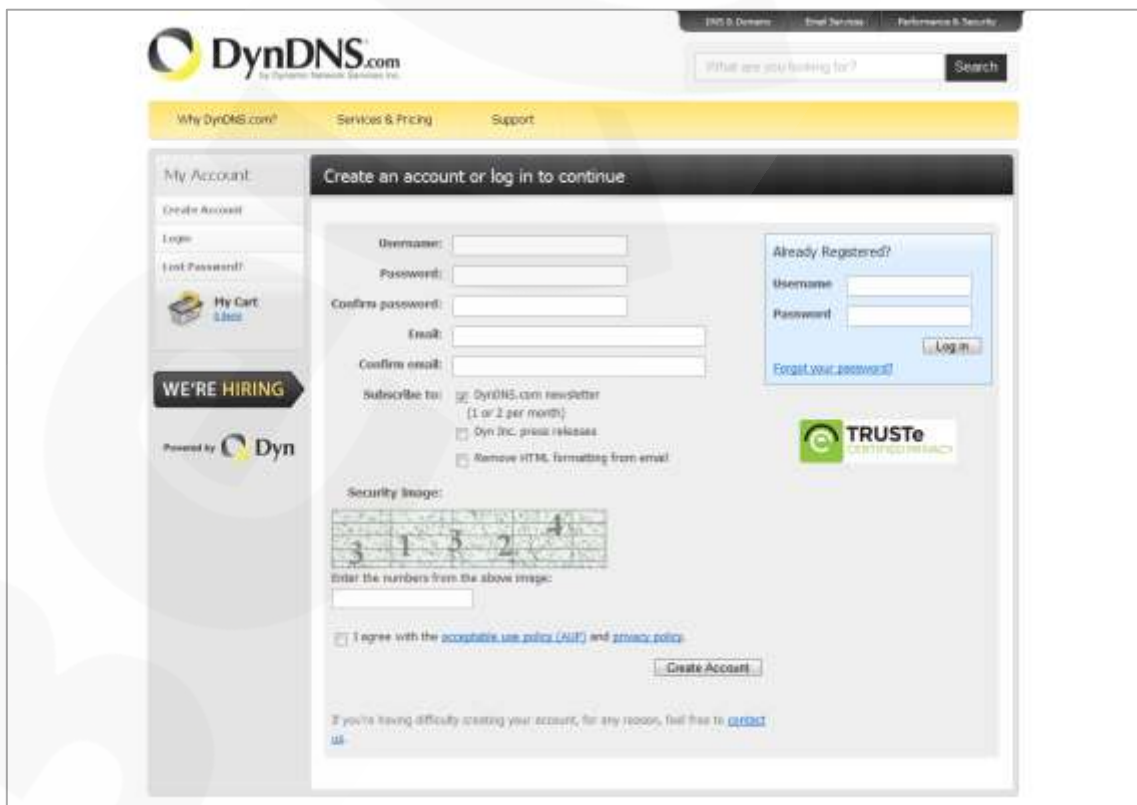 DNS & Domains Email Services Performance & Security
DynDNS.com
by Dynamic Network Services Inc.
What are you looking for?
Search
Why DynDNS.com? Services & Pricing Support
My Account
Create Account
Login
Lost Password?
My Cart
0 items
WE'RE HIRING
Powered by Dyn
Create an account or log in to continue
Username:
Password:
Confirm password:
Email:
Confirm email:
Subscribe to: DynDNS.com newsletter
(1 or 2 per month)
Dyn Inc. press releases
Remove HTML formatting from email
Security Image:
3 1 3 2 4
Enter the numbers from the above image:
I agree with the acceptable use policy (AUP) and privacy policy.
Create Account
If you're having difficulty creating your account, for any reason, feel free to contact
us.
Already Registered?
Username
Password
Log in
Forgot your password?
TRUSTe
CERTIFIED PRIVACY